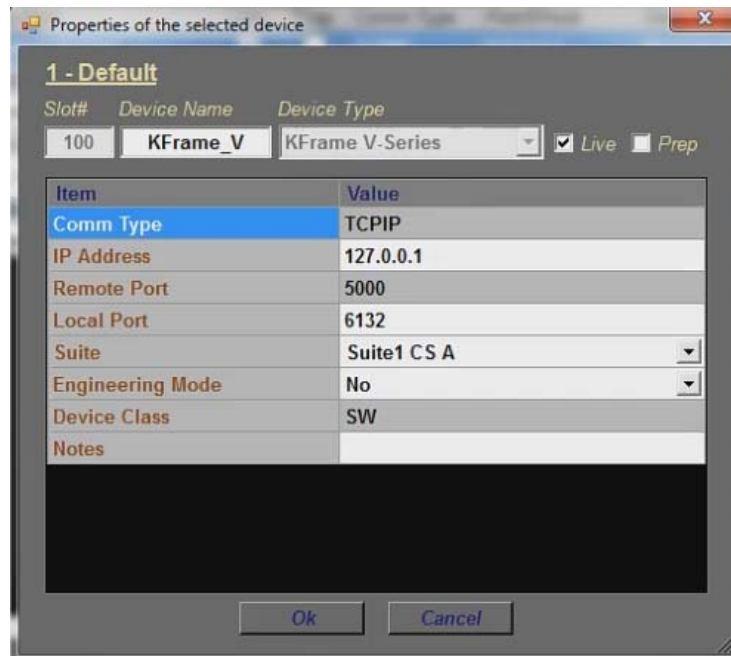 Properties of the selected device
1 - Default
Slot# Device Name Device Type
100 KFrame_V KFrame V-Series Live Prep
Item Value
Comm Type TCPIP
IP Address 127.0.0.1
Remote Port 5000
Local Port 6132
Suite Suite1 CS A
Engineering Mode No
Device Class SW
Notes
Ok Cancel